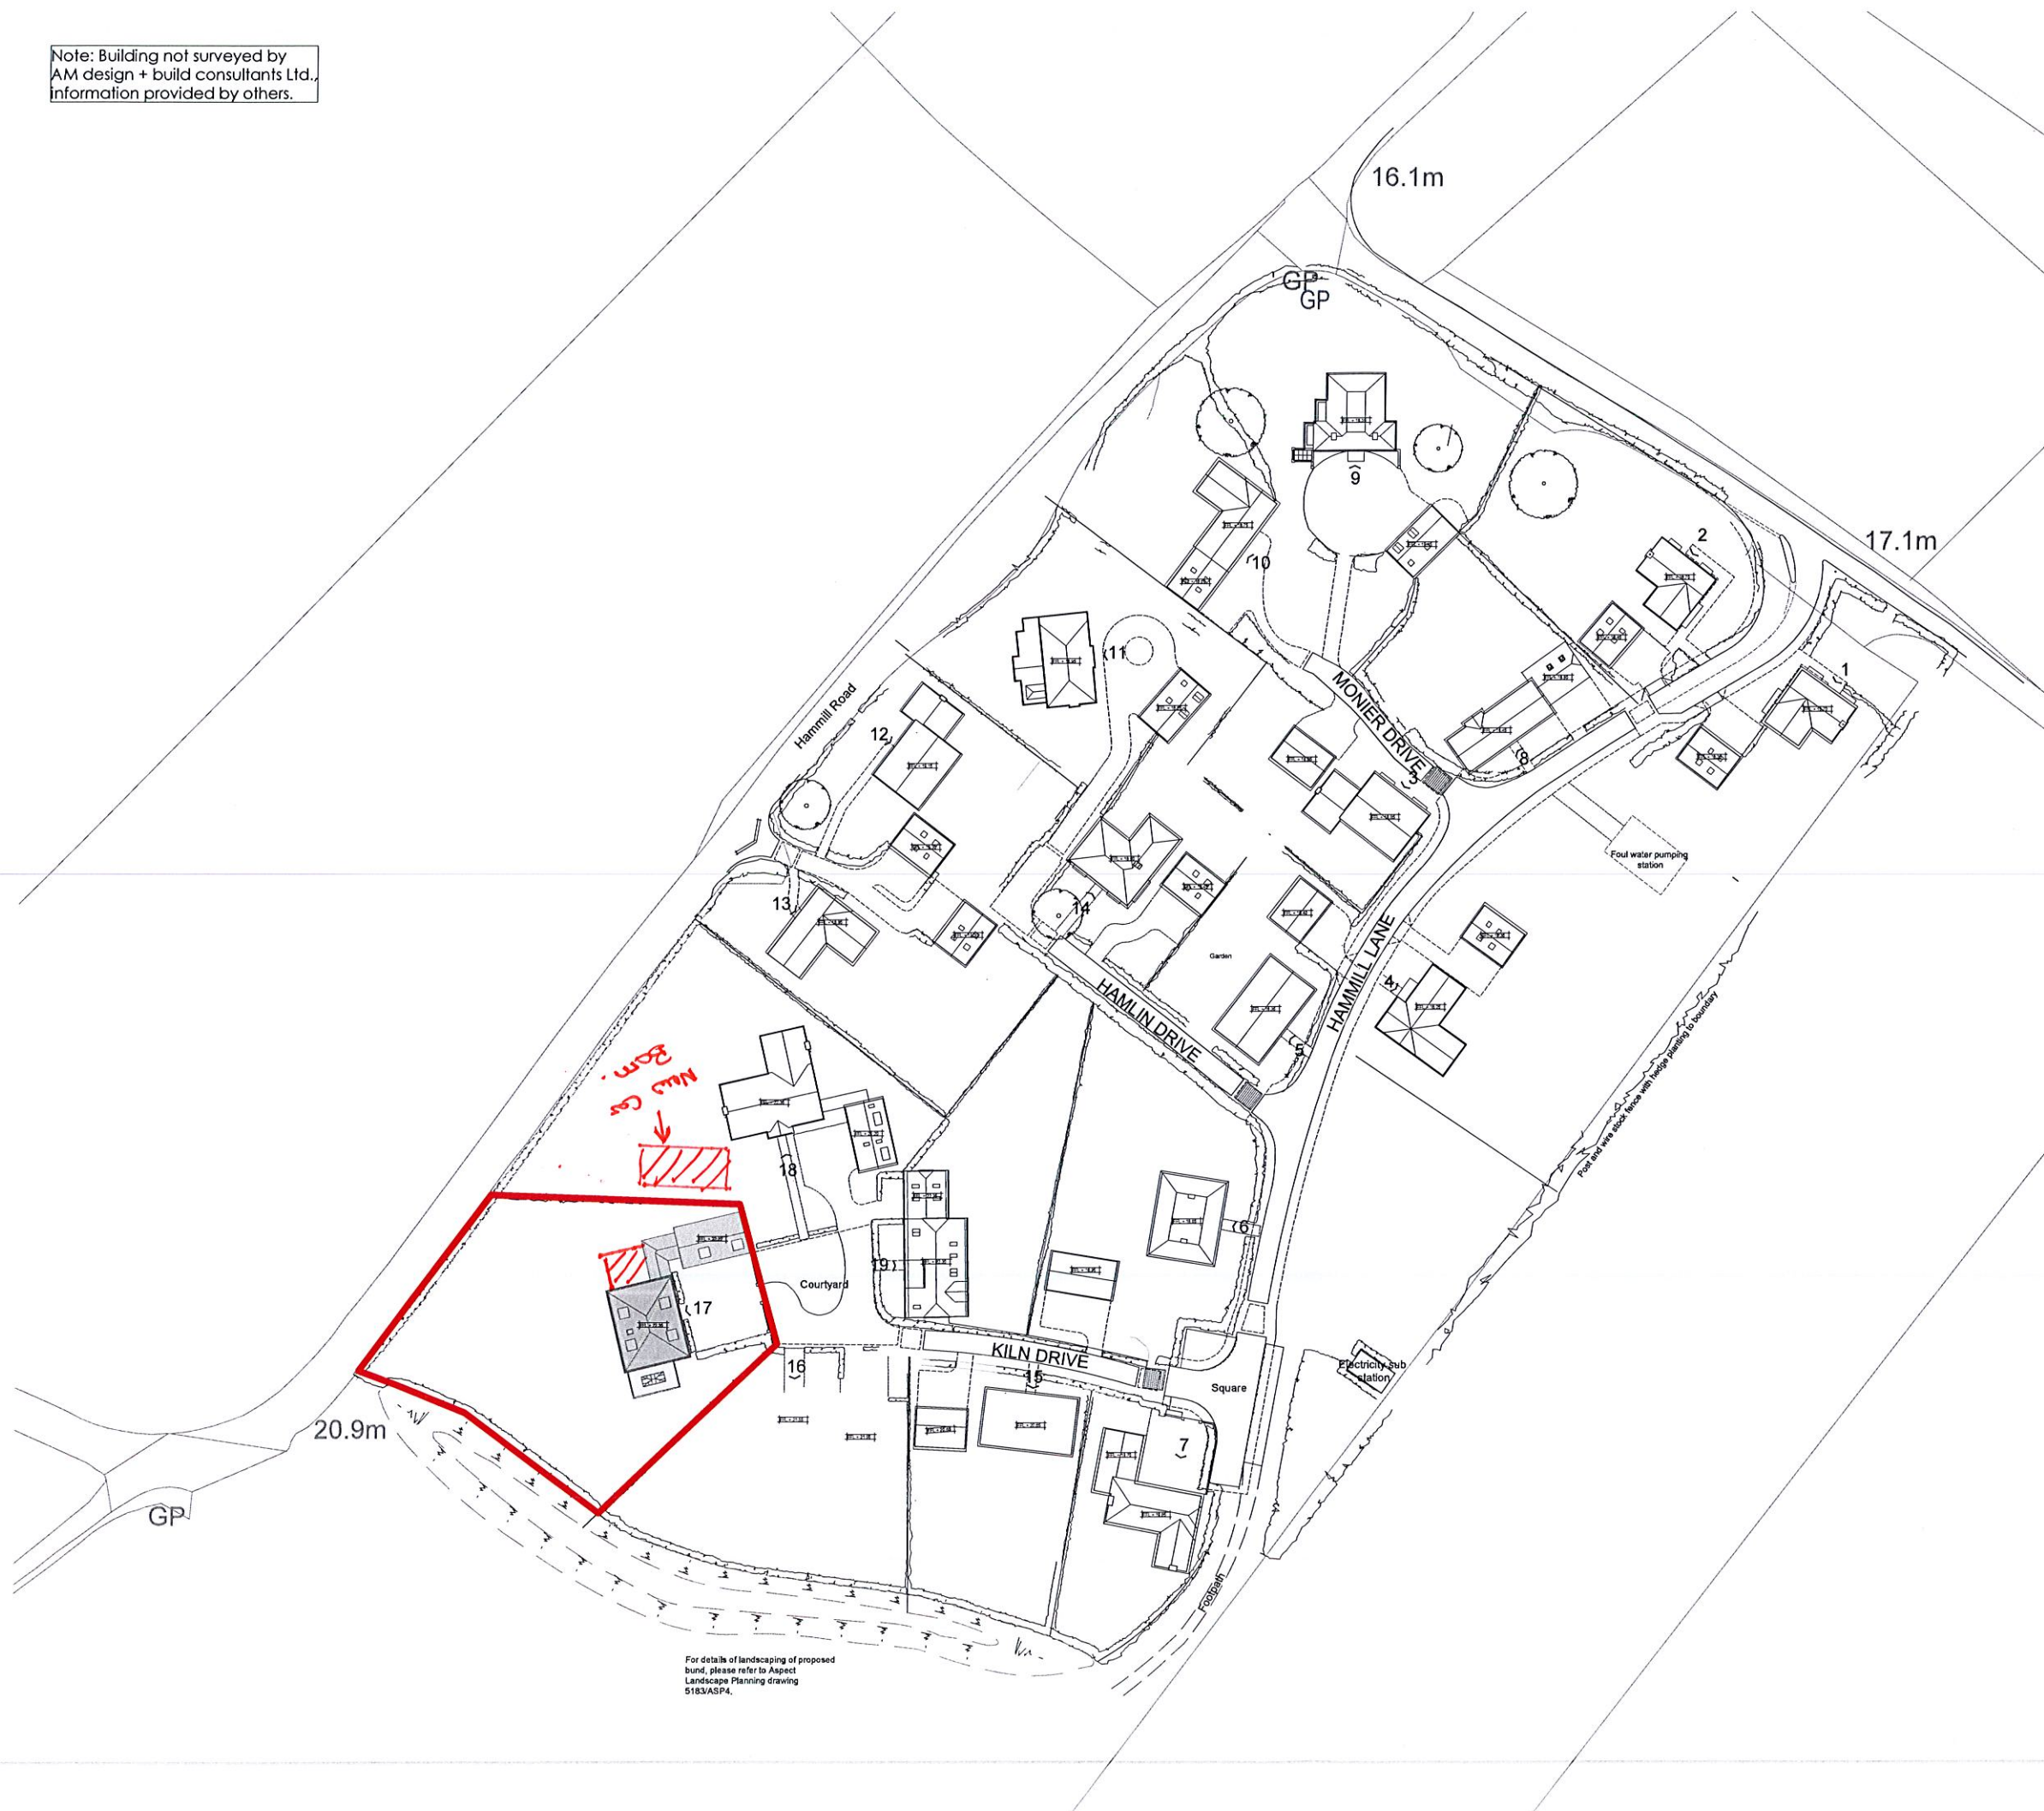 Note: Building not surveyed by
AM design + build consultants Ltd.,
information provided by others.
16.1m
GP
GP
9
2
17.1m
10
1
11
MONIER DRIVE
Hammill Road
12
8
3
Foul water pumping
station
13
14
Garden
HAMMILL LANE
4
HAMLIN DRIVE
5
Post and wire stock fence with hedge planting to boundary
New Car
Barn.
18
6
19
Courtyard
17
KILN DRIVE
16
15
Electricity sub
station
Square
20.9m
7
GP
Footpath
For details of landscaping of proposed
bund, please refer to Aspect
Landscape Planning drawing
5183/ASP4.